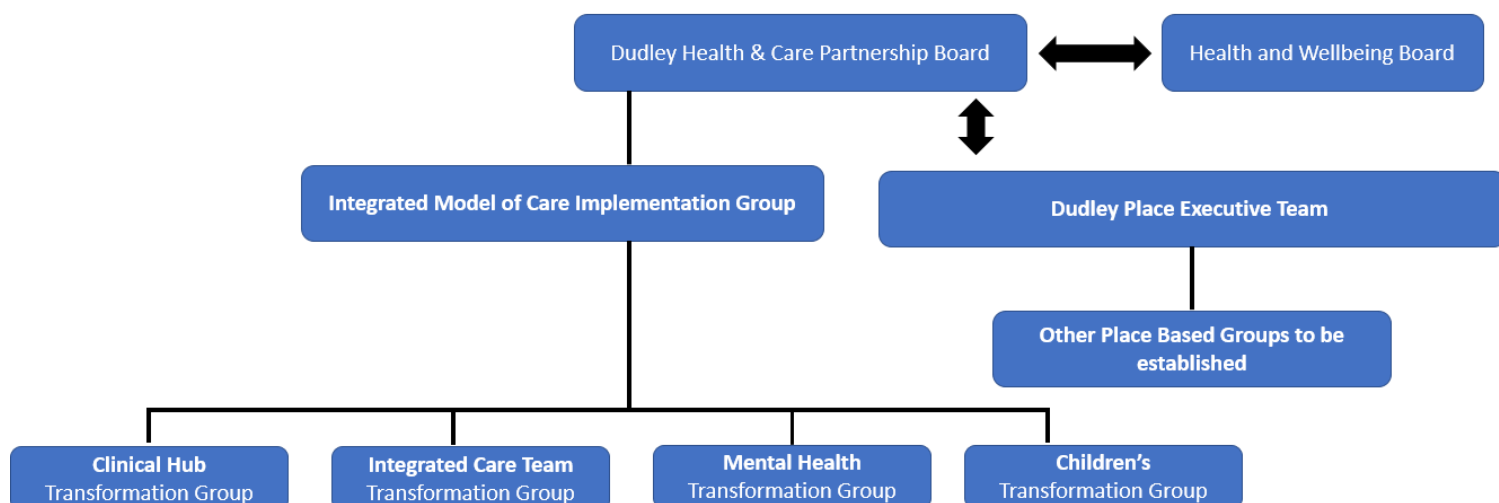 Dudley Health & Care Partnership Board
Health and Wellbeing Board
Integrated Model of Care Implementation Group
Dudley Place Executive Team
Other Place Based Groups to be
established
Clinical Hub
Transformation Group
Integrated Care Team
Transformation Group
Mental Health
Transformation Group
Children’s
Transformation Group